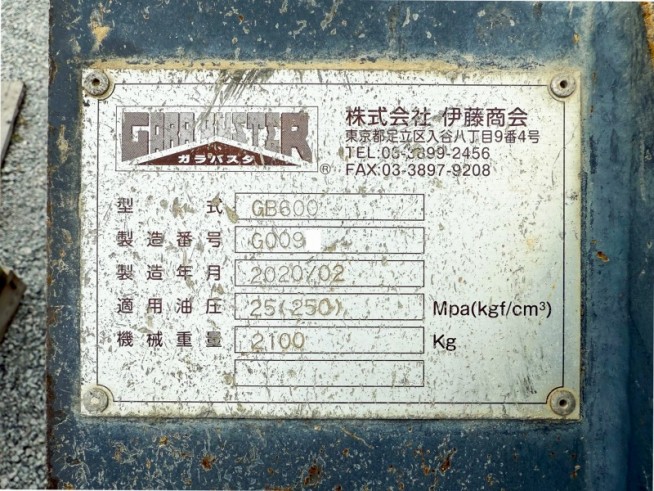 GARABUSTER
ガラバスタ
®
株式会社 伊藤商会
東京都足立区入谷八丁目9番4号
TEL:03-3899-2456
FAX:03-3897-9208
型 式 GB600
製造番号 G009
製造年月 2020/02
適用油圧 25(250) Mpa(kgf/cm³)
機械重量 2100 Kg